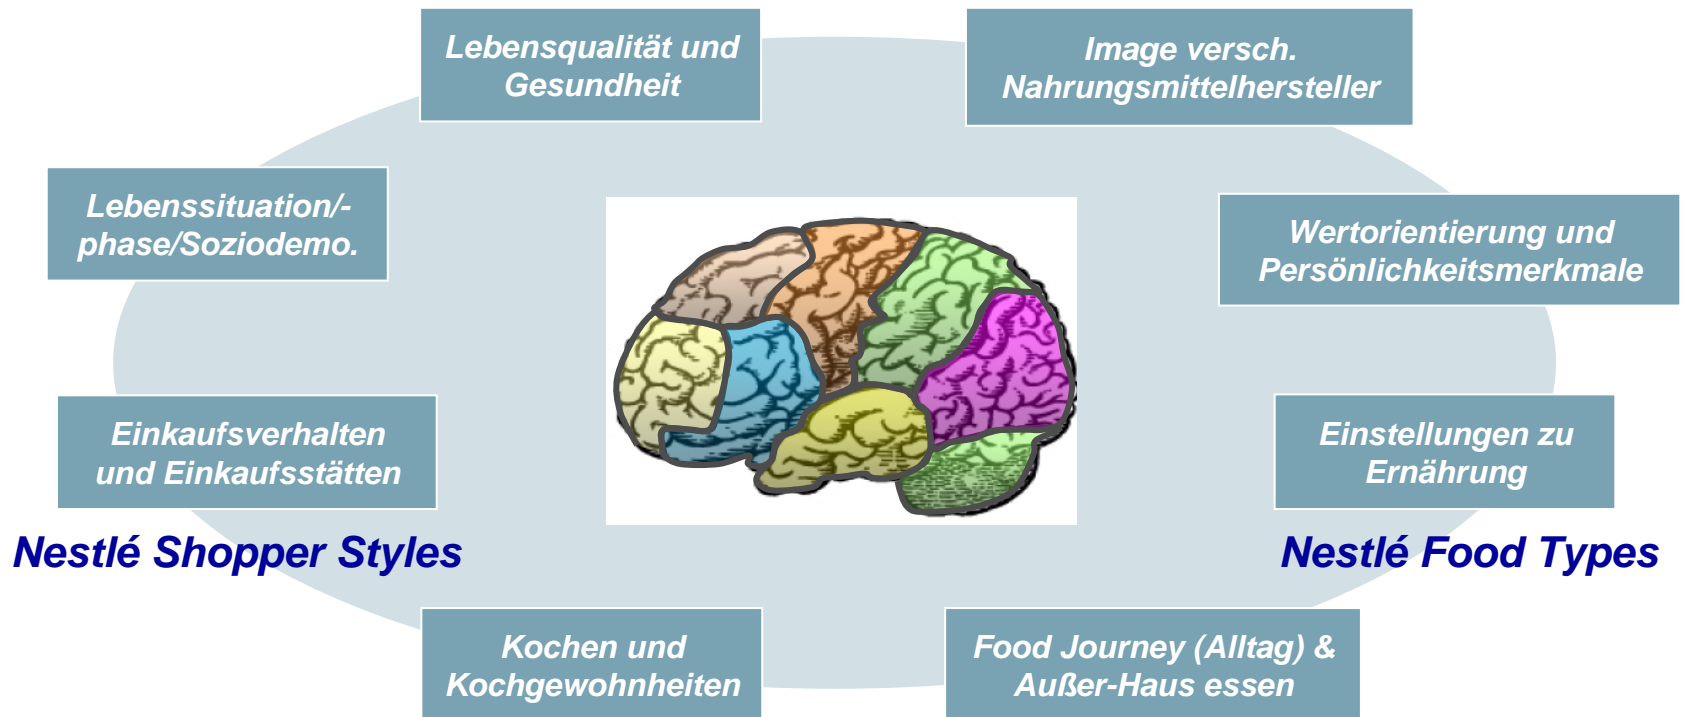 Lebensqualität und
Gesundheit
Image versch.
Nahrungsmittelhersteller
Lebenssituation/-
phase/Soziodemo.
Wertorientierung und
Persönlichkeitsmerkmale
Einkaufsverhalten
und Einkaufsstätten
Einstellungen zu
Ernährung
Nestlé Shopper Styles
Nestlé Food Types
Kochen und
Kochgewohnheiten
Food Journey (Alltag) &
Außer-Haus essen